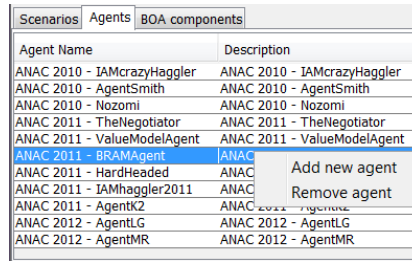 Scenarios Agents BOA components
Agent Name Description
ANAC 2010 - IAMcrazyHaggler ANAC 2010 - IAMcrazyHaggler
ANAC 2010 - AgentSmith ANAC 2010 - AgentSmith
ANAC 2010 - Nozomi ANAC 2010 - Nozomi
ANAC 2011 - TheNegotiator ANAC 2011 - TheNegotiator
ANAC 2011 - ValueModelAgent ANAC 2011 - ValueModelAgent
ANAC 2011 - BRAMAgent ANAC
ANAC 2011 - HardHeaded ANAC
Add new agent
ANAC 2011 - IAMhaggler2011 ANAC
Remove agent
ANAC 2011 - AgentK2 ANAC 2011 - AgentK2
ANAC 2012 - AgentLG ANAC 2012 - AgentLG
ANAC 2012 - AgentMR ANAC 2012 - AgentMR